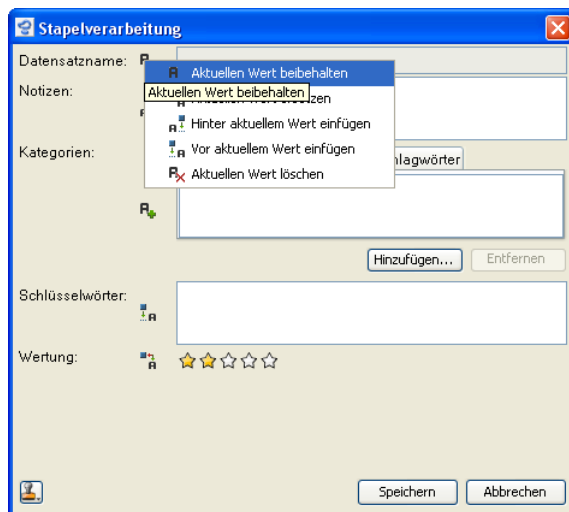 Stapelverarbeitung
Datensatzname:
Aktuellen Wert beibehalten
Notizen:
Aktuellen Wert beibehalten
Hinter aktuellem Wert einfügen
Vor aktuellem Wert einfügen
Aktuellen Wert löschen
Kategorien:
hlagwörter
Hinzufügen...
Entfernen
Schlüsselwörter:
Wertung:
Speichern
Abbrechen